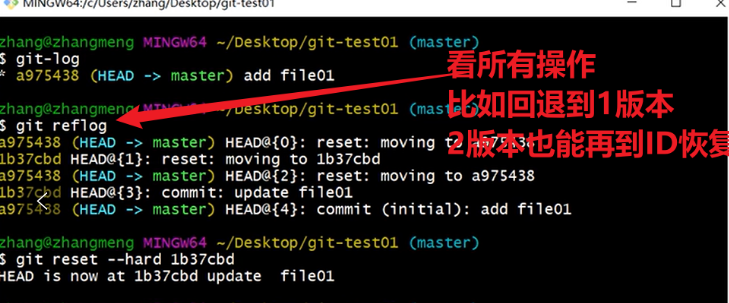 MINGW64:/c/Users/zhang/Desktop/git-test01
zhang@zhangmeng MINGW64 ~/Desktop/git-test01 (master)
$ git-log
* a975438 (HEAD -> master) add file01
zhang@zhangmeng MINGW64 ~/Desktop/git-test01 (master)
$ git reflog
a975438 (HEAD -> master) HEAD@{0}: reset: moving to a975438
1b37cbd HEAD@{1}: reset: moving to 1b37cbd
a975438 (HEAD -> master) HEAD@{2}: reset: moving to a975438
1b37cbd HEAD@{3}: commit: update file01
a975438 (HEAD -> master) HEAD@{4}: commit (initial): add file01
zhang@zhangmeng MINGW64 ~/Desktop/git-test01 (master)
$ git reset --hard 1b37cbd
HEAD is now at 1b37cbd update  file01
看所有操作
比如回退到1版本
2版本也能再到ID恢复